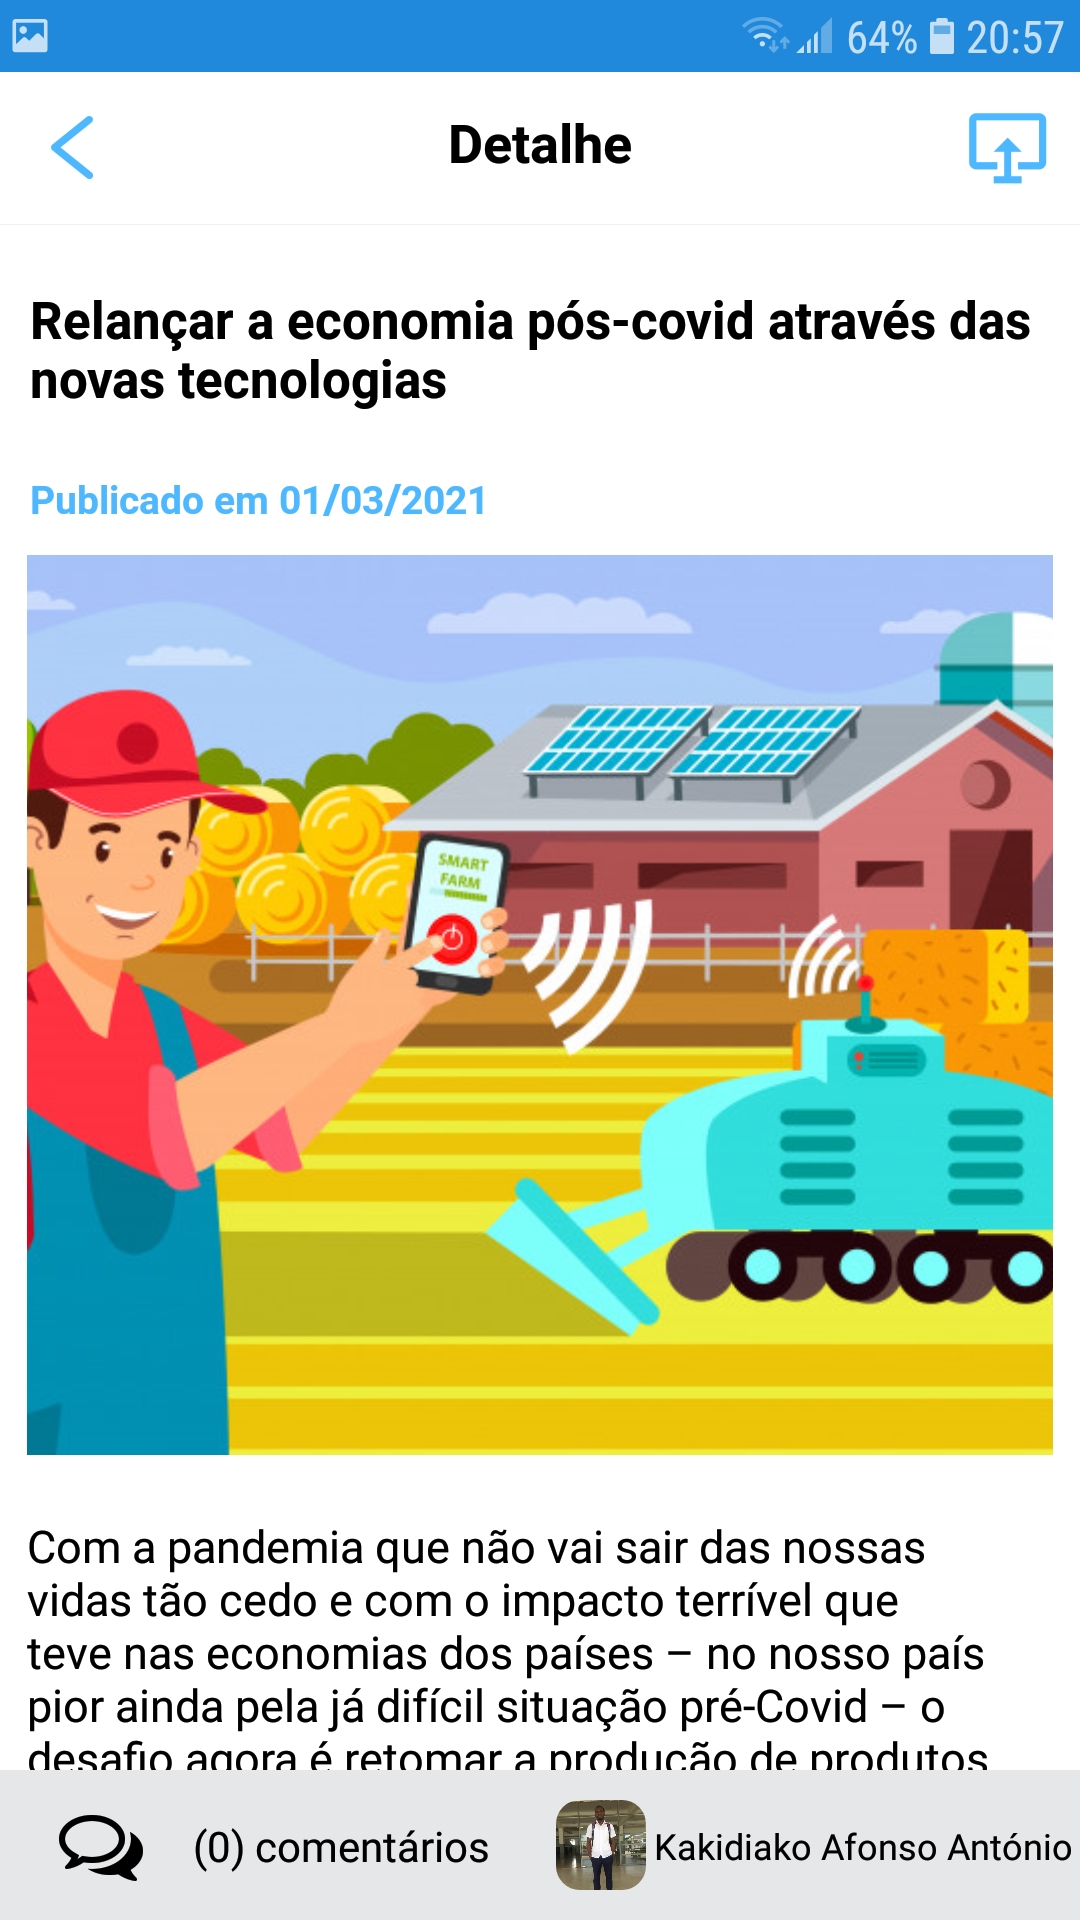 64% 20:57
Detalhe
Relançar a economia pós-covid através das
novas tecnologias
Publicado em 01/03/2021
SMART
FARM
Com a pandemia que não vai sair das nossas
vidas tão cedo e com o impacto terrível que
teve nas economias dos países – no nosso país
pior ainda pela já difícil situação pré-Covid – o
desafio agora é retomar a produção de produtos
(0) comentários
Kakidiako Afonso António